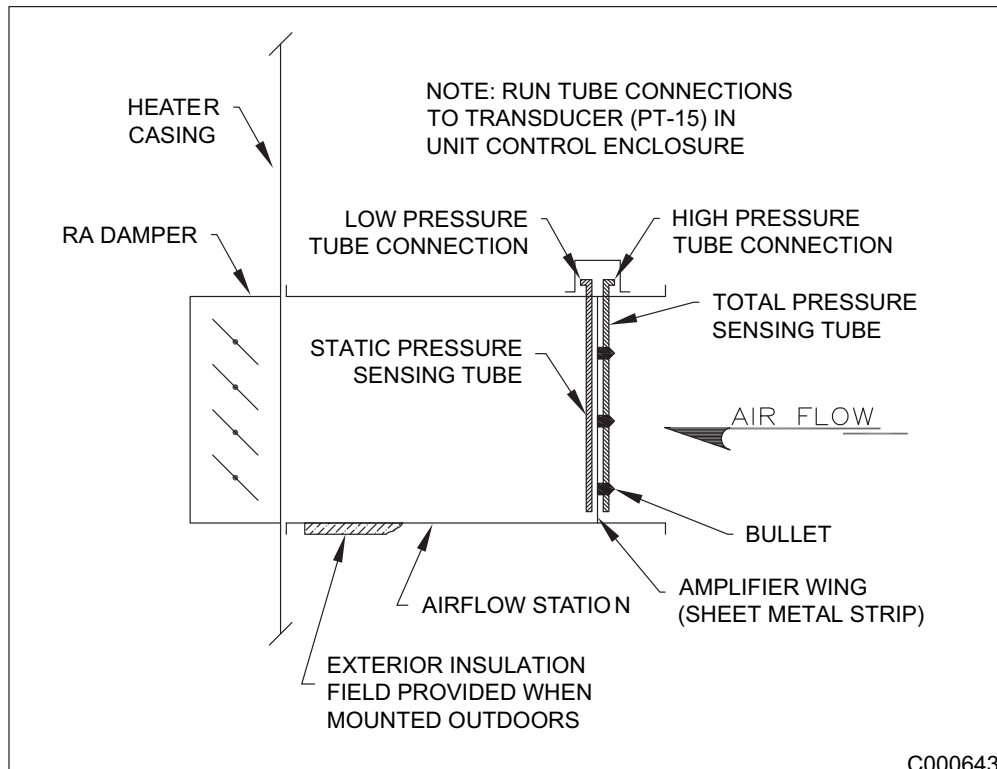 NOTE: RUN TUBE CONNECTIONS
TO TRANSDUCER (PT-15) IN
UNIT CONTROL ENCLOSURE
HEATER
CASING
LOW PRESSURE
TUBE CONNECTION
HIGH PRESSURE
TUBE CONNECTION
RA DAMPER
TOTAL PRESSURE
SENSING TUBE
STATIC PRESSURE
SENSING TUBE
AIR FLOW
BULLET
AMPLIFIER WING
(SHEET METAL STRIP)
AIRFLOW STATION
EXTERIOR INSULATION
FIELD PROVIDED WHEN
MOUNTED OUTDOORS
C000643